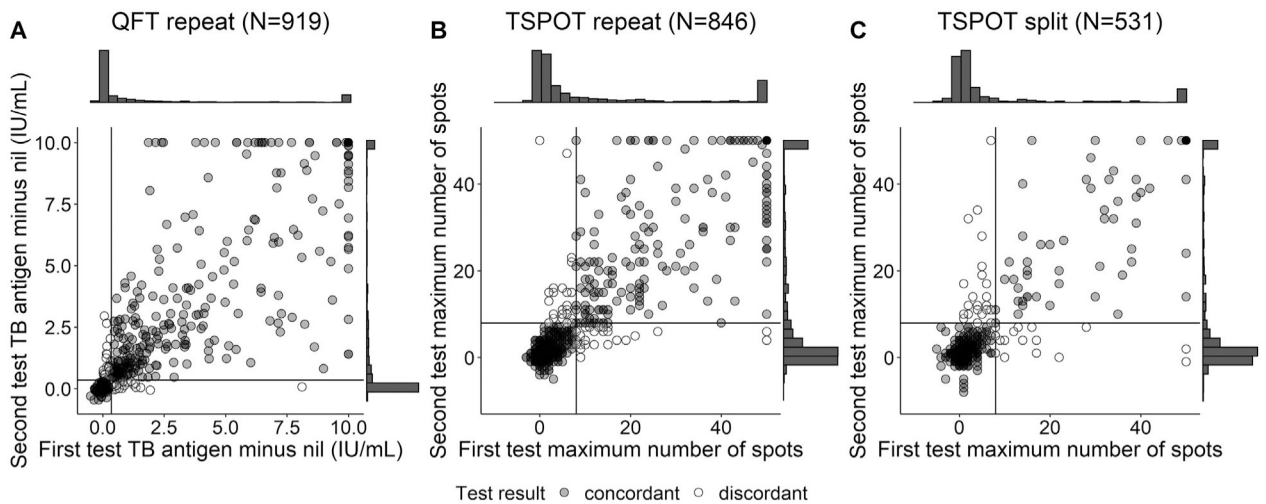 A QFT repeat (N=919)
Second test TB antigen minus nil (IU/mL)
10.0
7.5
5.0
2.5
0.0
0.0 2.5 5.0 7.5 10.0
First test TB antigen minus nil (IU/mL)
B TSPOT repeat (N=846)
Second test maximum number of spots
40
20
0
0 20 40
First test maximum number of spots
C TSPOT split (N=531)
Second test maximum number of spots
40
20
0
0 20 40
First test maximum number of spots
Test result concordant discordant